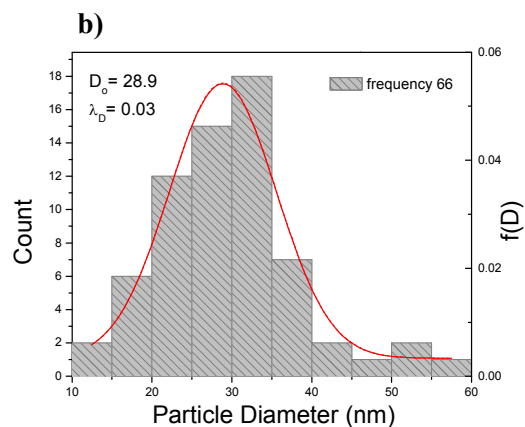 b)
D₀ = 28.9
λ_D = 0.03
frequency 66
Count
18
16
14
12
10
8
6
4
2
0
f(D)
0.06
0.04
0.02
0.00
10 20 30 40 50 60
Particle Diameter (nm)